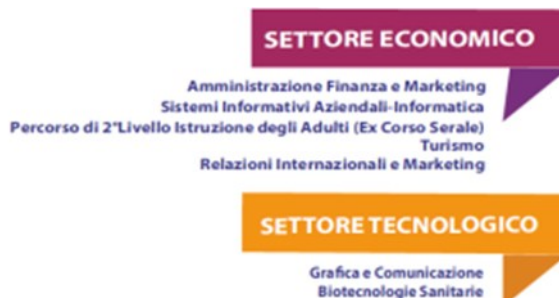 SETTORE ECONOMICO
Amministrazione Finanza e Marketing
Sistemi Informativi Aziendali-Informatica
Percorso di 2°Livello Istruzione degli Adulti (Ex Corso Serale)
Turismo
Relazioni Internazionali e Marketing
SETTORE TECNOLOGICO
Grafica e Comunicazione
Biotecnologie Sanitarie